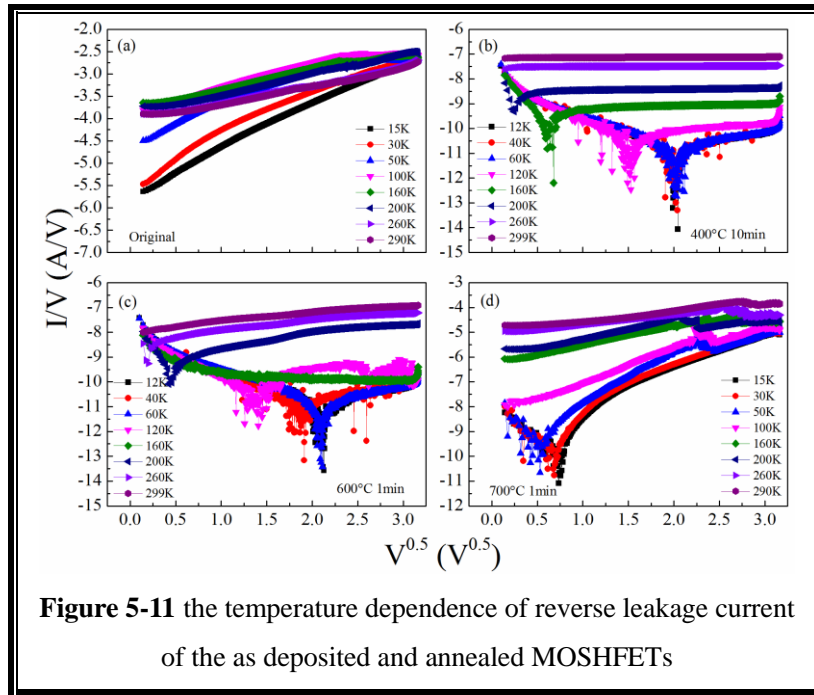 I/V (A/V)
-2.0
-2.5
-3.0
-3.5
-4.0
-4.5
-5.0
-5.5
-6.0
-6.5
-7.0
(a)
15K
30K
50K
100K
160K
200K
260K
290K
Original
-6
-7
-8
-9
-10
-11
-12
-13
-14
-15
(b)
12K
40K
60K
120K
160K
200K
260K
299K
400°C 10min
-6
-7
-8
-9
-10
-11
-12
-13
-14
-15
(c)
12K
40K
60K
120K
160K
200K
260K
299K
600°C 1min
0.0 0.5 1.0 1.5 2.0 2.5 3.0
-3
-4
-5
-6
-7
-8
-9
-10
-11
-12
(d)
15K
30K
50K
100K
160K
200K
260K
290K
700°C 1min
0.0 0.5 1.0 1.5 2.0 2.5 3.0
V^0.5 (V^0.5)
Figure 5-11 the temperature dependence of reverse leakage current
of the as deposited and annealed MOSHFETs